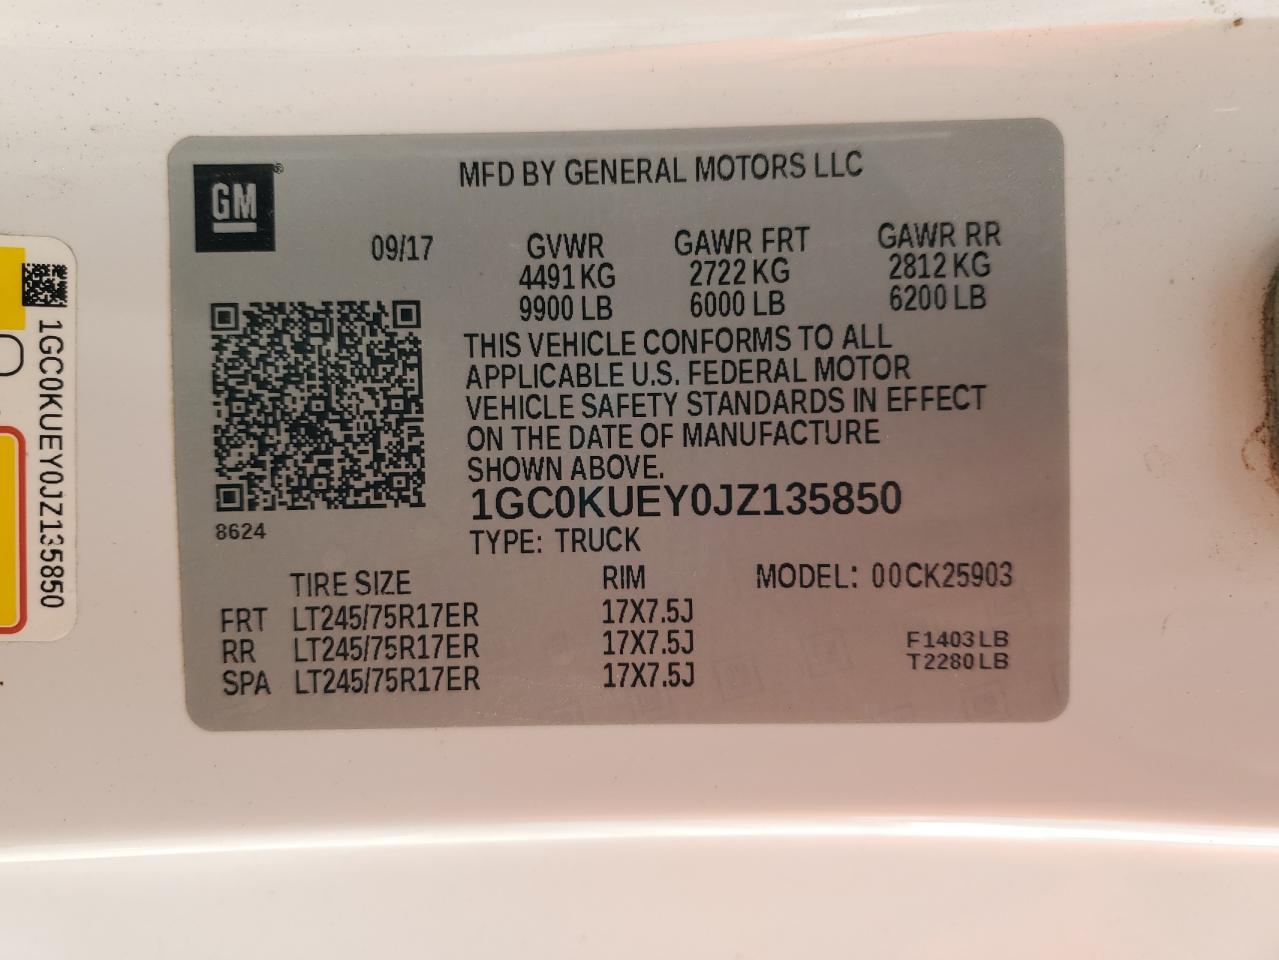 MFD BY GENERAL MOTORS LLC
GM®
09/17
GVWR GAWR FRT GAWR RR
4491 KG 2722 KG 2812 KG
9900 LB 6000 LB 6200 LB
THIS VEHICLE CONFORMS TO ALL
APPLICABLE U.S. FEDERAL MOTOR
VEHICLE SAFETY STANDARDS IN EFFECT
ON THE DATE OF MANUFACTURE
SHOWN ABOVE.
1GC0KUEY0JZ135850
8624
TYPE: TRUCK
TIRE SIZE RIM MODEL: 00CK25903
FRT LT245/75R17ER 17X7.5J
RR LT245/75R17ER 17X7.5J F1403LB
SPA LT245/75R17ER 17X7.5J T2280LB
1GC0KUEY0JZ135850